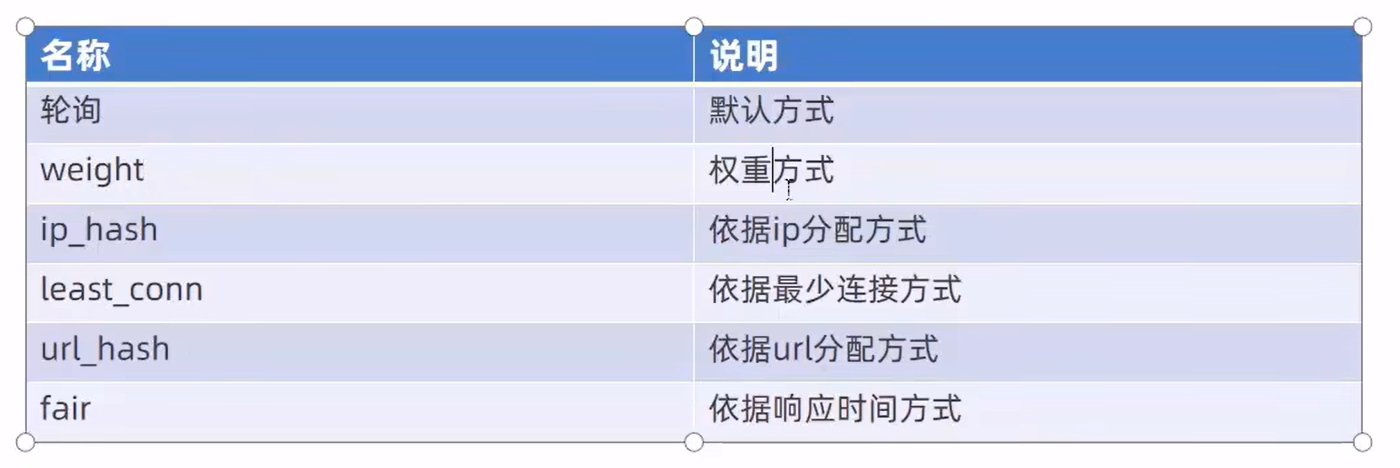 名称 说明
轮询 默认方式
weight 权重方式
ip_hash 依据ip分配方式
least_conn 依据最少连接方式
url_hash 依据url分配方式
fair 依据响应时间方式